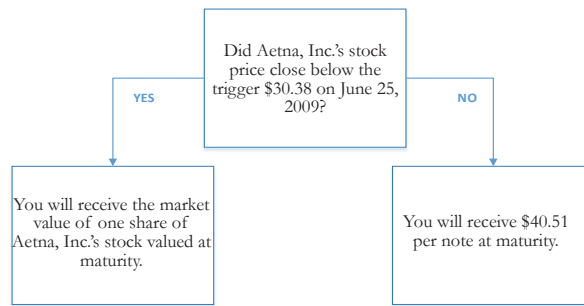 Did Aetna, Inc.'s stock
price close below the
trigger $30.38 on June 25,
2009?
YES
NO
You will receive the market
value of one share of
Aetna, Inc.'s stock valued at
maturity.
You will receive $40.51
per note at maturity.